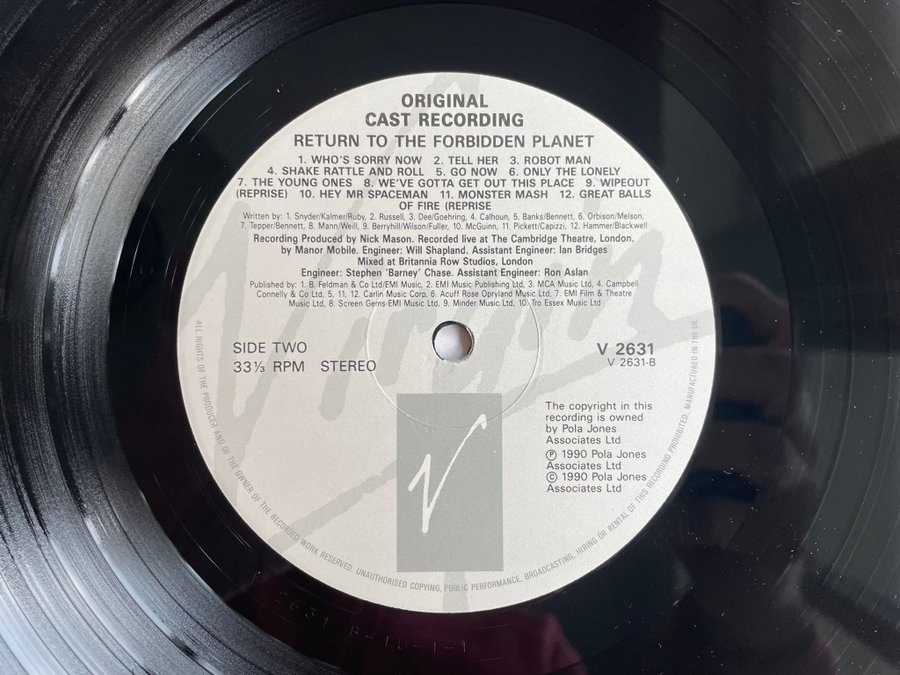 ORIGINAL
CAST RECORDING
RETURN TO THE FORBIDDEN PLANET
1. WHO'S SORRY NOW 2. TELL HER 3. ROBOT MAN
4. SHAKE RATTLE AND ROLL 5. GO NOW 6. ONLY THE LONELY
7. THE YOUNG ONES 8. WE'VE GOTTA GET OUT THIS PLACE 9. WIPEOUT
(REPRISE) 10. HEY MR SPACEMAN 11. MONSTER MASH 12. GREAT BALLS
OF FIRE (REPRISE
Written by: 1. Snyder/Kalmer/Ruby, 2. Russell, 3. Dee/Goehring, 4. Calhoun, 5. Banks/Bennett, 6. Orbison/Melson,
7. Tepper/Bennett, 8. Mann/Weill, 9. Berryhill/Wilson/Fuller, 10. McGuinn, 11. Pickett/Capizzi, 12. Hammer/Blackwell
Recording Produced by Nick Mason. Recorded live at The Cambridge Theatre, London,
by Manor Mobile. Engineer: Will Shapland. Assistant Engineer: Ian Bridges
Mixed at Britannia Row Studios, London
Engineer: Stephen 'Barney' Chase. Assistant Engineer: Ron Aslan
Published by: 1. B. Feldman & Co Ltd/EMI Music, 2. EMI Music Publishing Ltd, 3. MCA Music Ltd, 4. Campbell
Connelly & Co Ltd, 5, 11, 12. Carlin Music Corp. 6. Acuff Rose Opryland Music Ltd, 7. EMI Film & Theatre
Music Ltd, 8. Screen Gems-EMI Music Ltd, 9. Minder Music Ltd, 10. Tro Essex Music Ltd
Virgin
SIDE TWO
33⅓ RPM STEREO
V 2631
V 2631-B
The copyright in this
recording is owned
by Pola Jones
Associates Ltd
℗ 1990 Pola Jones
Associates Ltd
© 1990 Pola Jones
Associates Ltd
V
ALL RIGHTS OF THE PRODUCER AND OF THE OWNER OF THE RECORDED WORK RESERVED. UNAUTHORISED COPYING, PUBLIC PERFORMANCE, BROADCASTING, HIRING OR RENTAL OF THIS RECORDING PROHIBITED. MANUFACTURED IN THE UK
2631 B-1U-1-1